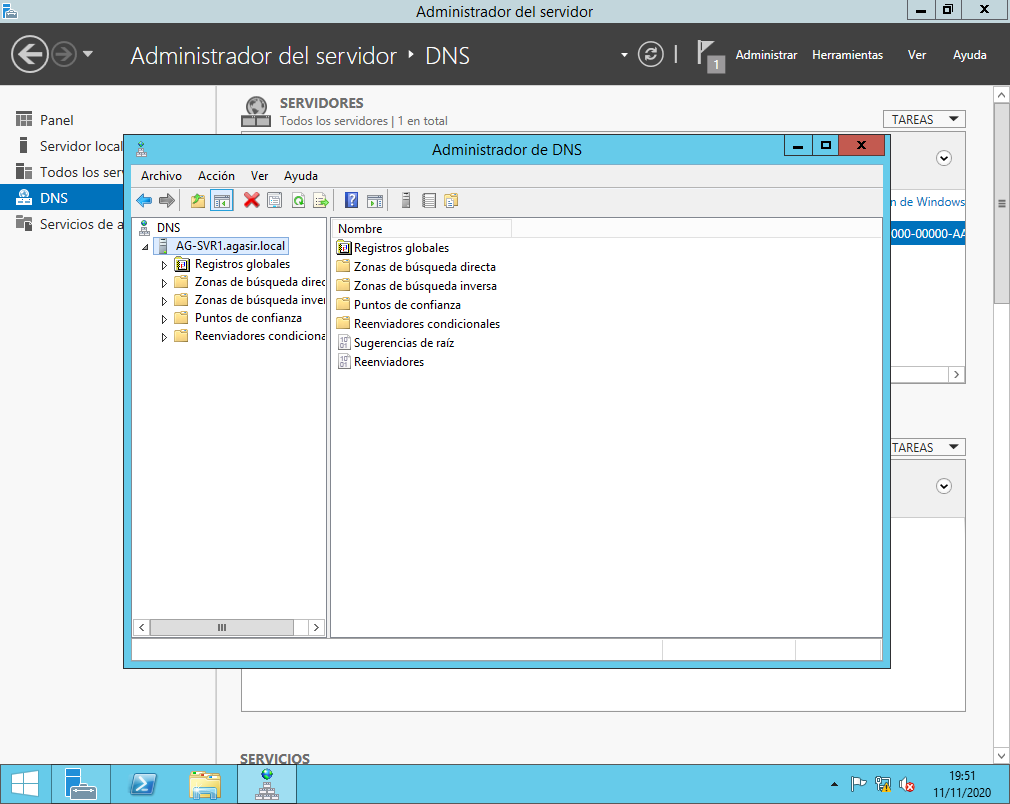 Administrador del servidor
Administrador del servidor ‣ DNS
1
Administrar Herramientas Ver Ayuda
Panel
Servidor local
Todos los ser
DNS
Servicios de a
SERVIDORES
Todos los servidores | 1 en total
TAREAS
n de Windows
000-00000-AA
TAREAS
SERVICIOS
Administrador de DNS
Archivo Acción Ver Ayuda
DNS
AG-SVR1.agasir.local
Registros globales
Zonas de búsqueda direc
Zonas de búsqueda inver
Puntos de confianza
Reenviadores condiciona
Nombre
Registros globales
Zonas de búsqueda directa
Zonas de búsqueda inversa
Puntos de confianza
Reenviadores condicionales
Sugerencias de raíz
Reenviadores
19:51
11/11/2020